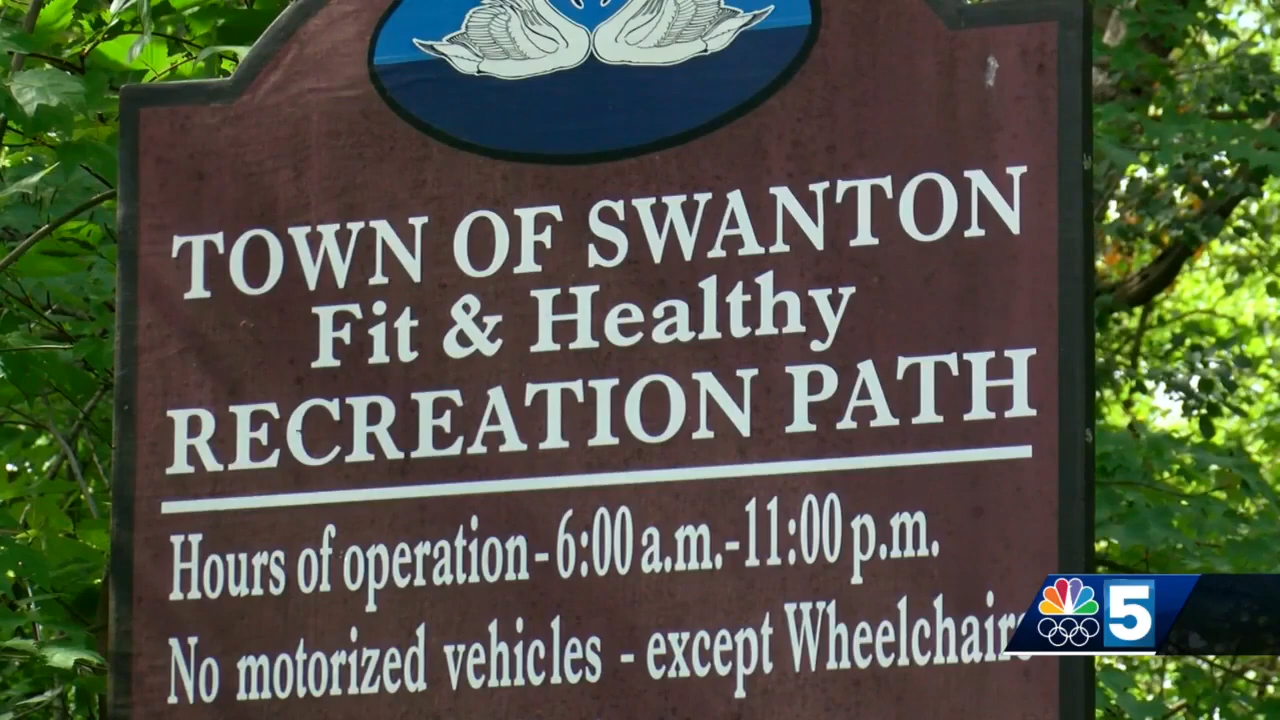 TOWN OF SWANTON
Fit & Healthy
RECREATION PATH
Hours of operation - 6:00 a.m. - 11:00 p.m.
No motorized vehicles - except Wheelchairs
5